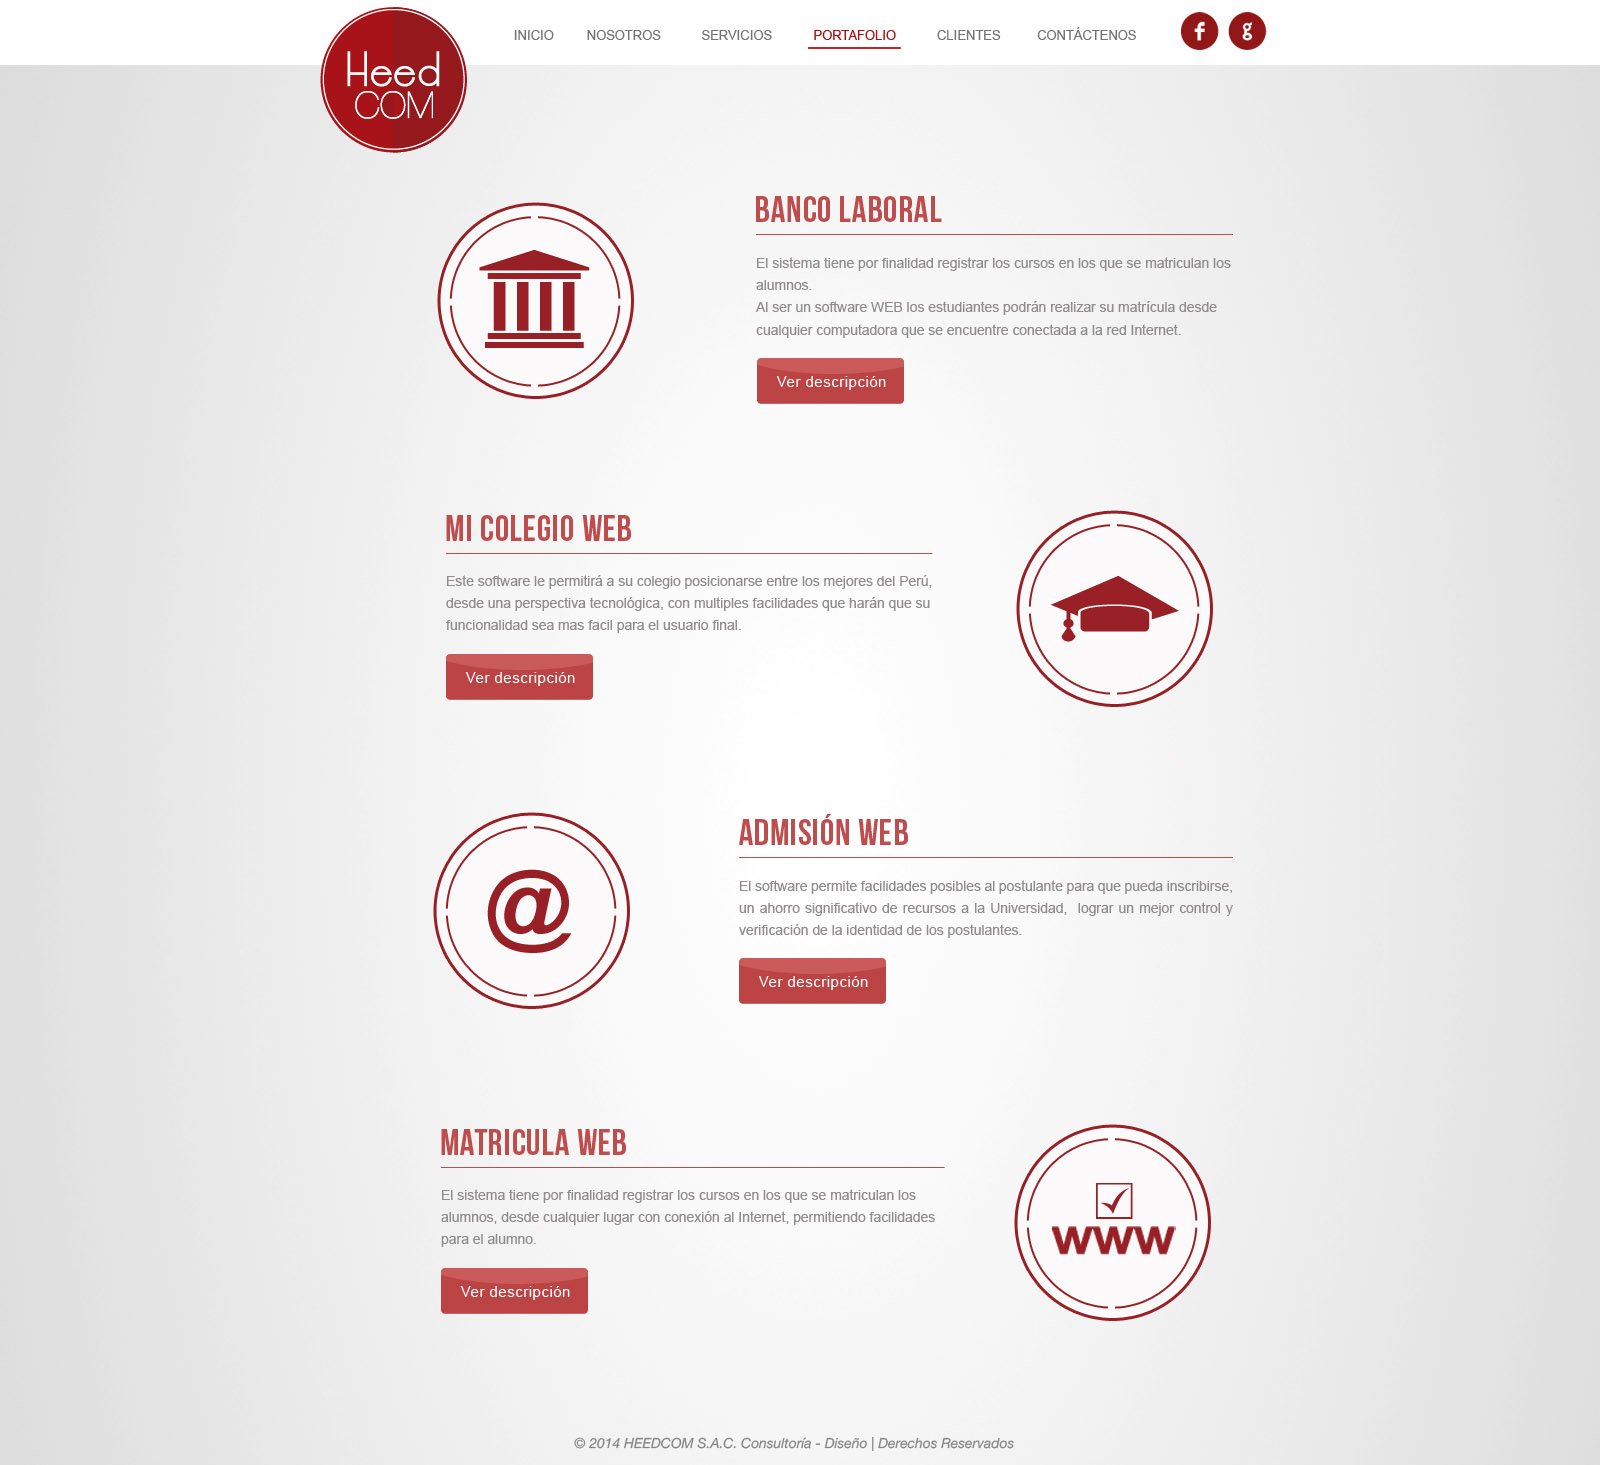 Heed
COM
INICIO NOSOTROS SERVICIOS PORTAFOLIO CLIENTES CONTÁCTENOS
f g
BANCO LABORAL
El sistema tiene por finalidad registrar los cursos en los que se matriculan los
alumnos.
Al ser un software WEB los estudiantes podrán realizar su matrícula desde
cualquier computadora que se encuentre conectada a la red Internet.
Ver descripción
MI COLEGIO WEB
Este software le permitirá a su colegio posicionarse entre los mejores del Perú,
desde una perspectiva tecnológica, con multiples facilidades que harán que su
funcionalidad sea mas facil para el usuario final.
Ver descripción
@
ADMISIÓN WEB
El software permite facilidades posibles al postulante para que pueda inscribirse,
un ahorro significativo de recursos a la Universidad, lograr un mejor control y
verificación de la identidad de los postulantes.
Ver descripción
MATRICULA WEB
El sistema tiene por finalidad registrar los cursos en los que se matriculan los
alumnos, desde cualquier lugar con conexión al Internet, permitiendo facilidades
para el alumno.
Ver descripción
WWW
© 2014 HEEDCOM S.A.C. Consultoría - Diseño | Derechos Reservados